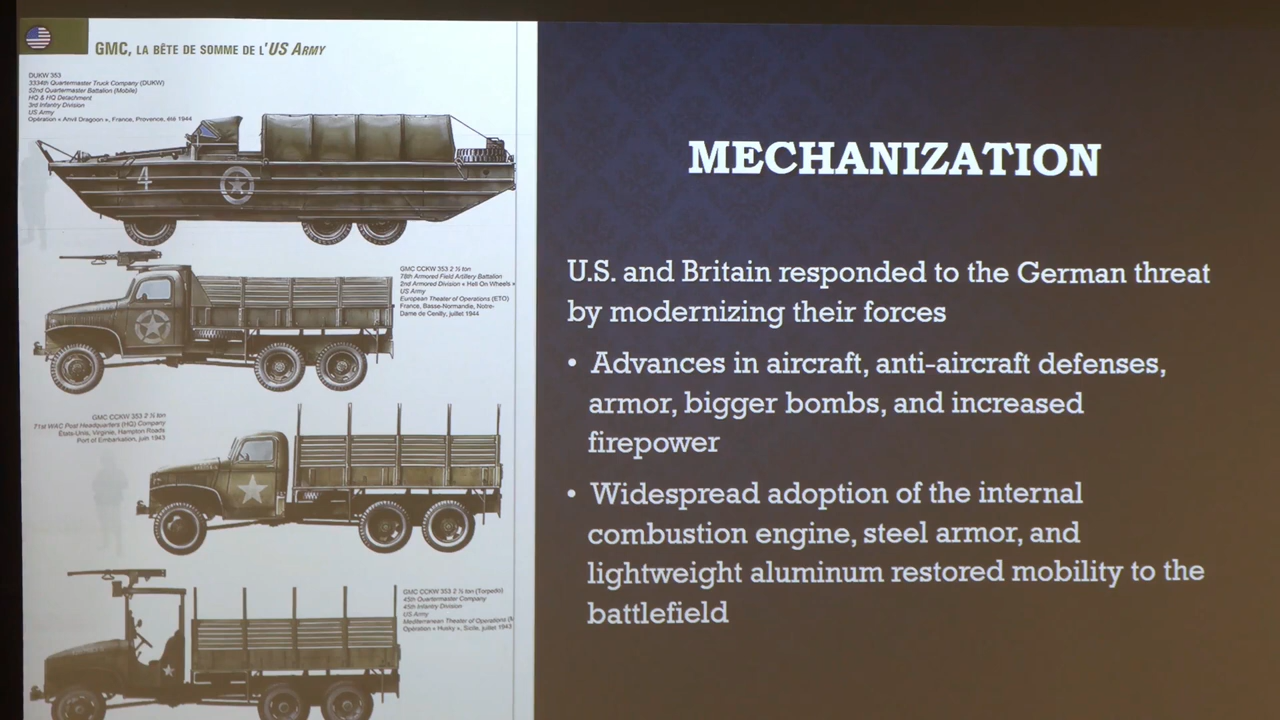 GMC, LA BÊTE DE SOMME DE L'US ARMY
DUKW 353
3334th Quartermaster Truck Company (DUKW)
52nd Quartermaster Battalion (Mobile)
HQ & HQ Detachment
3rd Infantry Division
US Army
Opération « Anvil Dragoon », France, Provence, été 1944
4
GMC CCKW 353 2 ½ ton
78th Armored Field Artillery Battalion
2nd Armored Division « Hell On Wheels »
US Army
European Theater of Operations (ETO)
France, Basse-Normandie, Notre-
Dame de Cenilly, juillet 1944
GMC CCKW 353 2 ½ ton
71st WAC Post Headquarters (HQ) Company
États-Unis, Virginie, Hampton Roads
Port of Embarkation, juin 1943
GMC CCKW 353 2 ½ ton (Torpedo)
45th Quartermaster Company
45th Infantry Division
US Army
Mediterranean Theater of Operations (M
Opération « Husky », Sicile, juillet 1943
MECHANIZATION
U.S. and Britain responded to the German threat
by modernizing their forces
• Advances in aircraft, anti-aircraft defenses,
armor, bigger bombs, and increased
firepower
• Widespread adoption of the internal
combustion engine, steel armor, and
lightweight aluminum restored mobility to the
battlefield